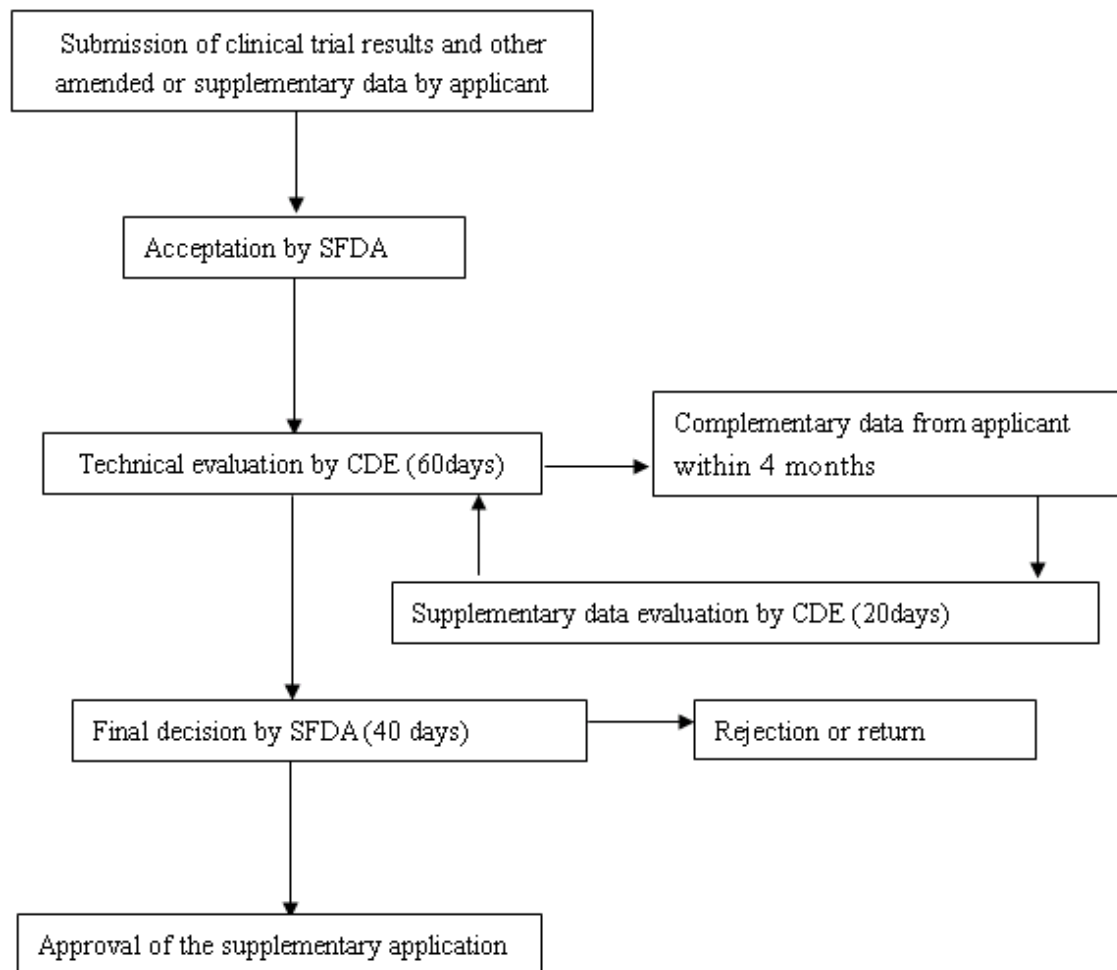 Submission of clinical trial results and other
amended or supplementary data by applicant
Acceptation by SFDA
Technical evaluation by CDE (60days)
Complementary data from applicant
within 4 months
Supplementary data evaluation by CDE (20days)
Final decision by SFDA (40 days)
Rejection or return
Approval of the supplementary application